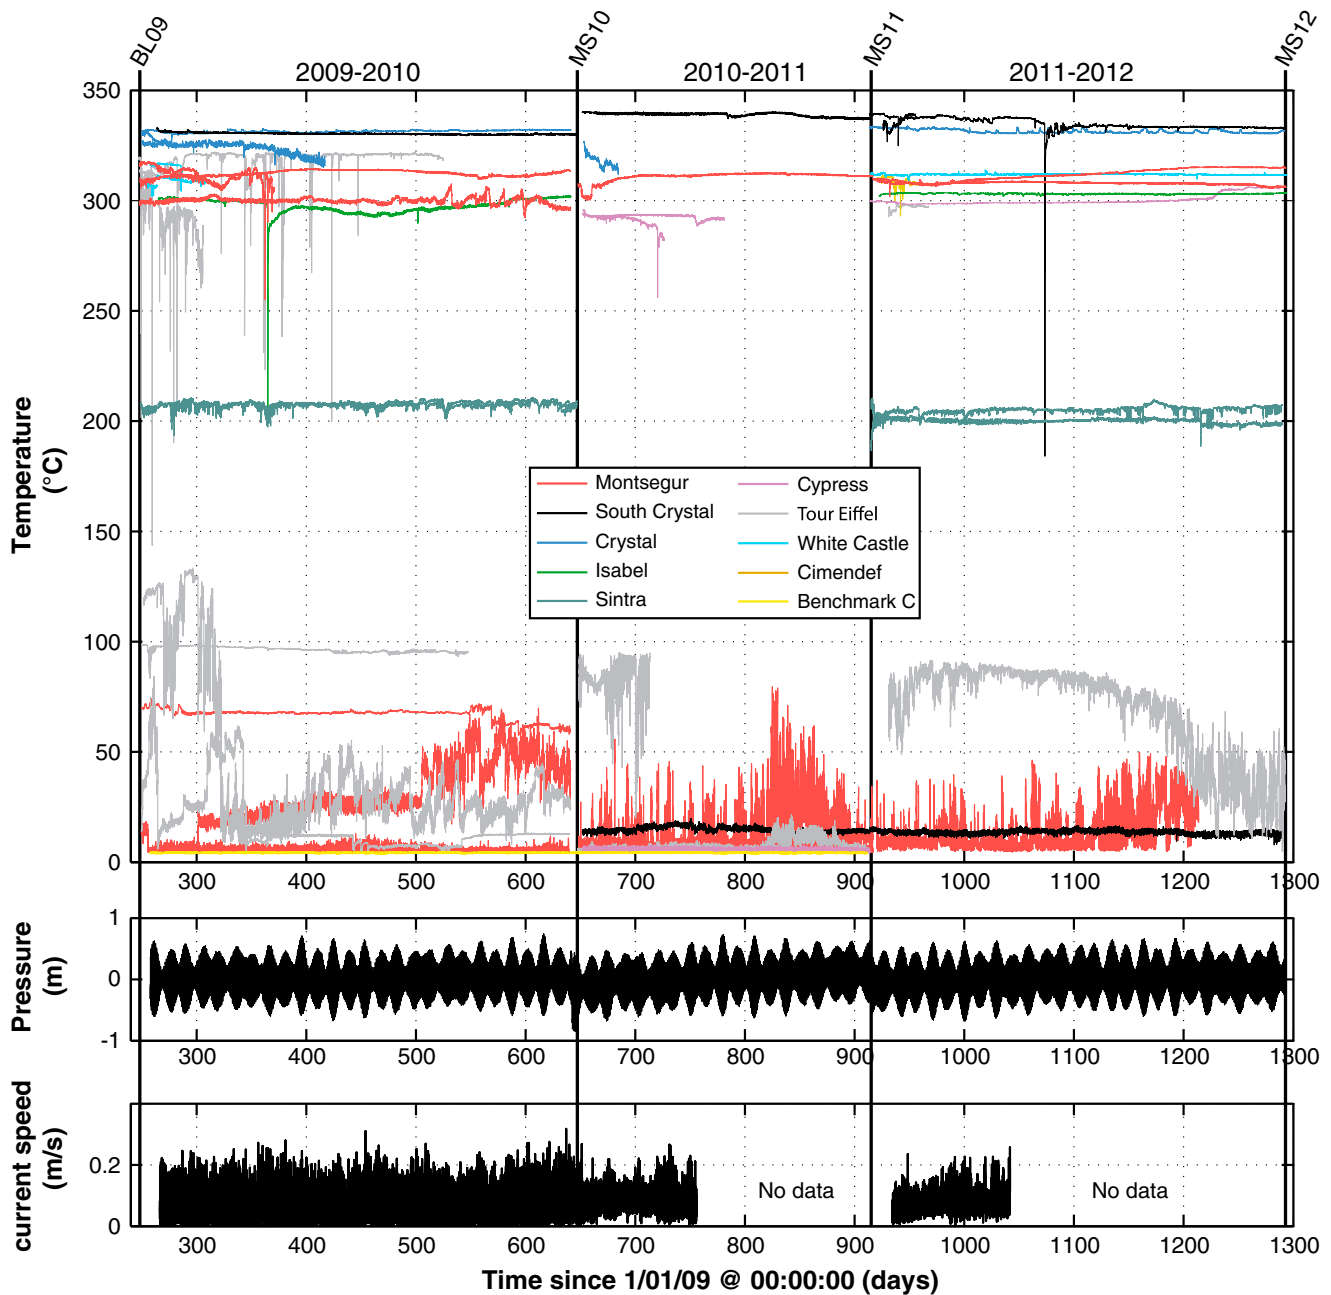 BL09
MS10
MS11
MS12
2009-2010
2010-2011
2011-2012
350
300
250
200
150
100
50
0
Temperature
(°C)
Montsegur
South Crystal
Crystal
Isabel
Sintra
Cypress
Tour Eiffel
White Castle
Cimendef
Benchmark C
300 400 500 600 700 800 900 1000 1100 1200 1300
1
0
-1
Pressure
(m)
300 400 500 600 700 800 900 1000 1100 1200 1300
0.2
0
current speed
(m/s)
No data
No data
300 400 500 600 700 800 900 1000 1100 1200 1300
Time since 1/01/09 @ 00:00:00 (days)